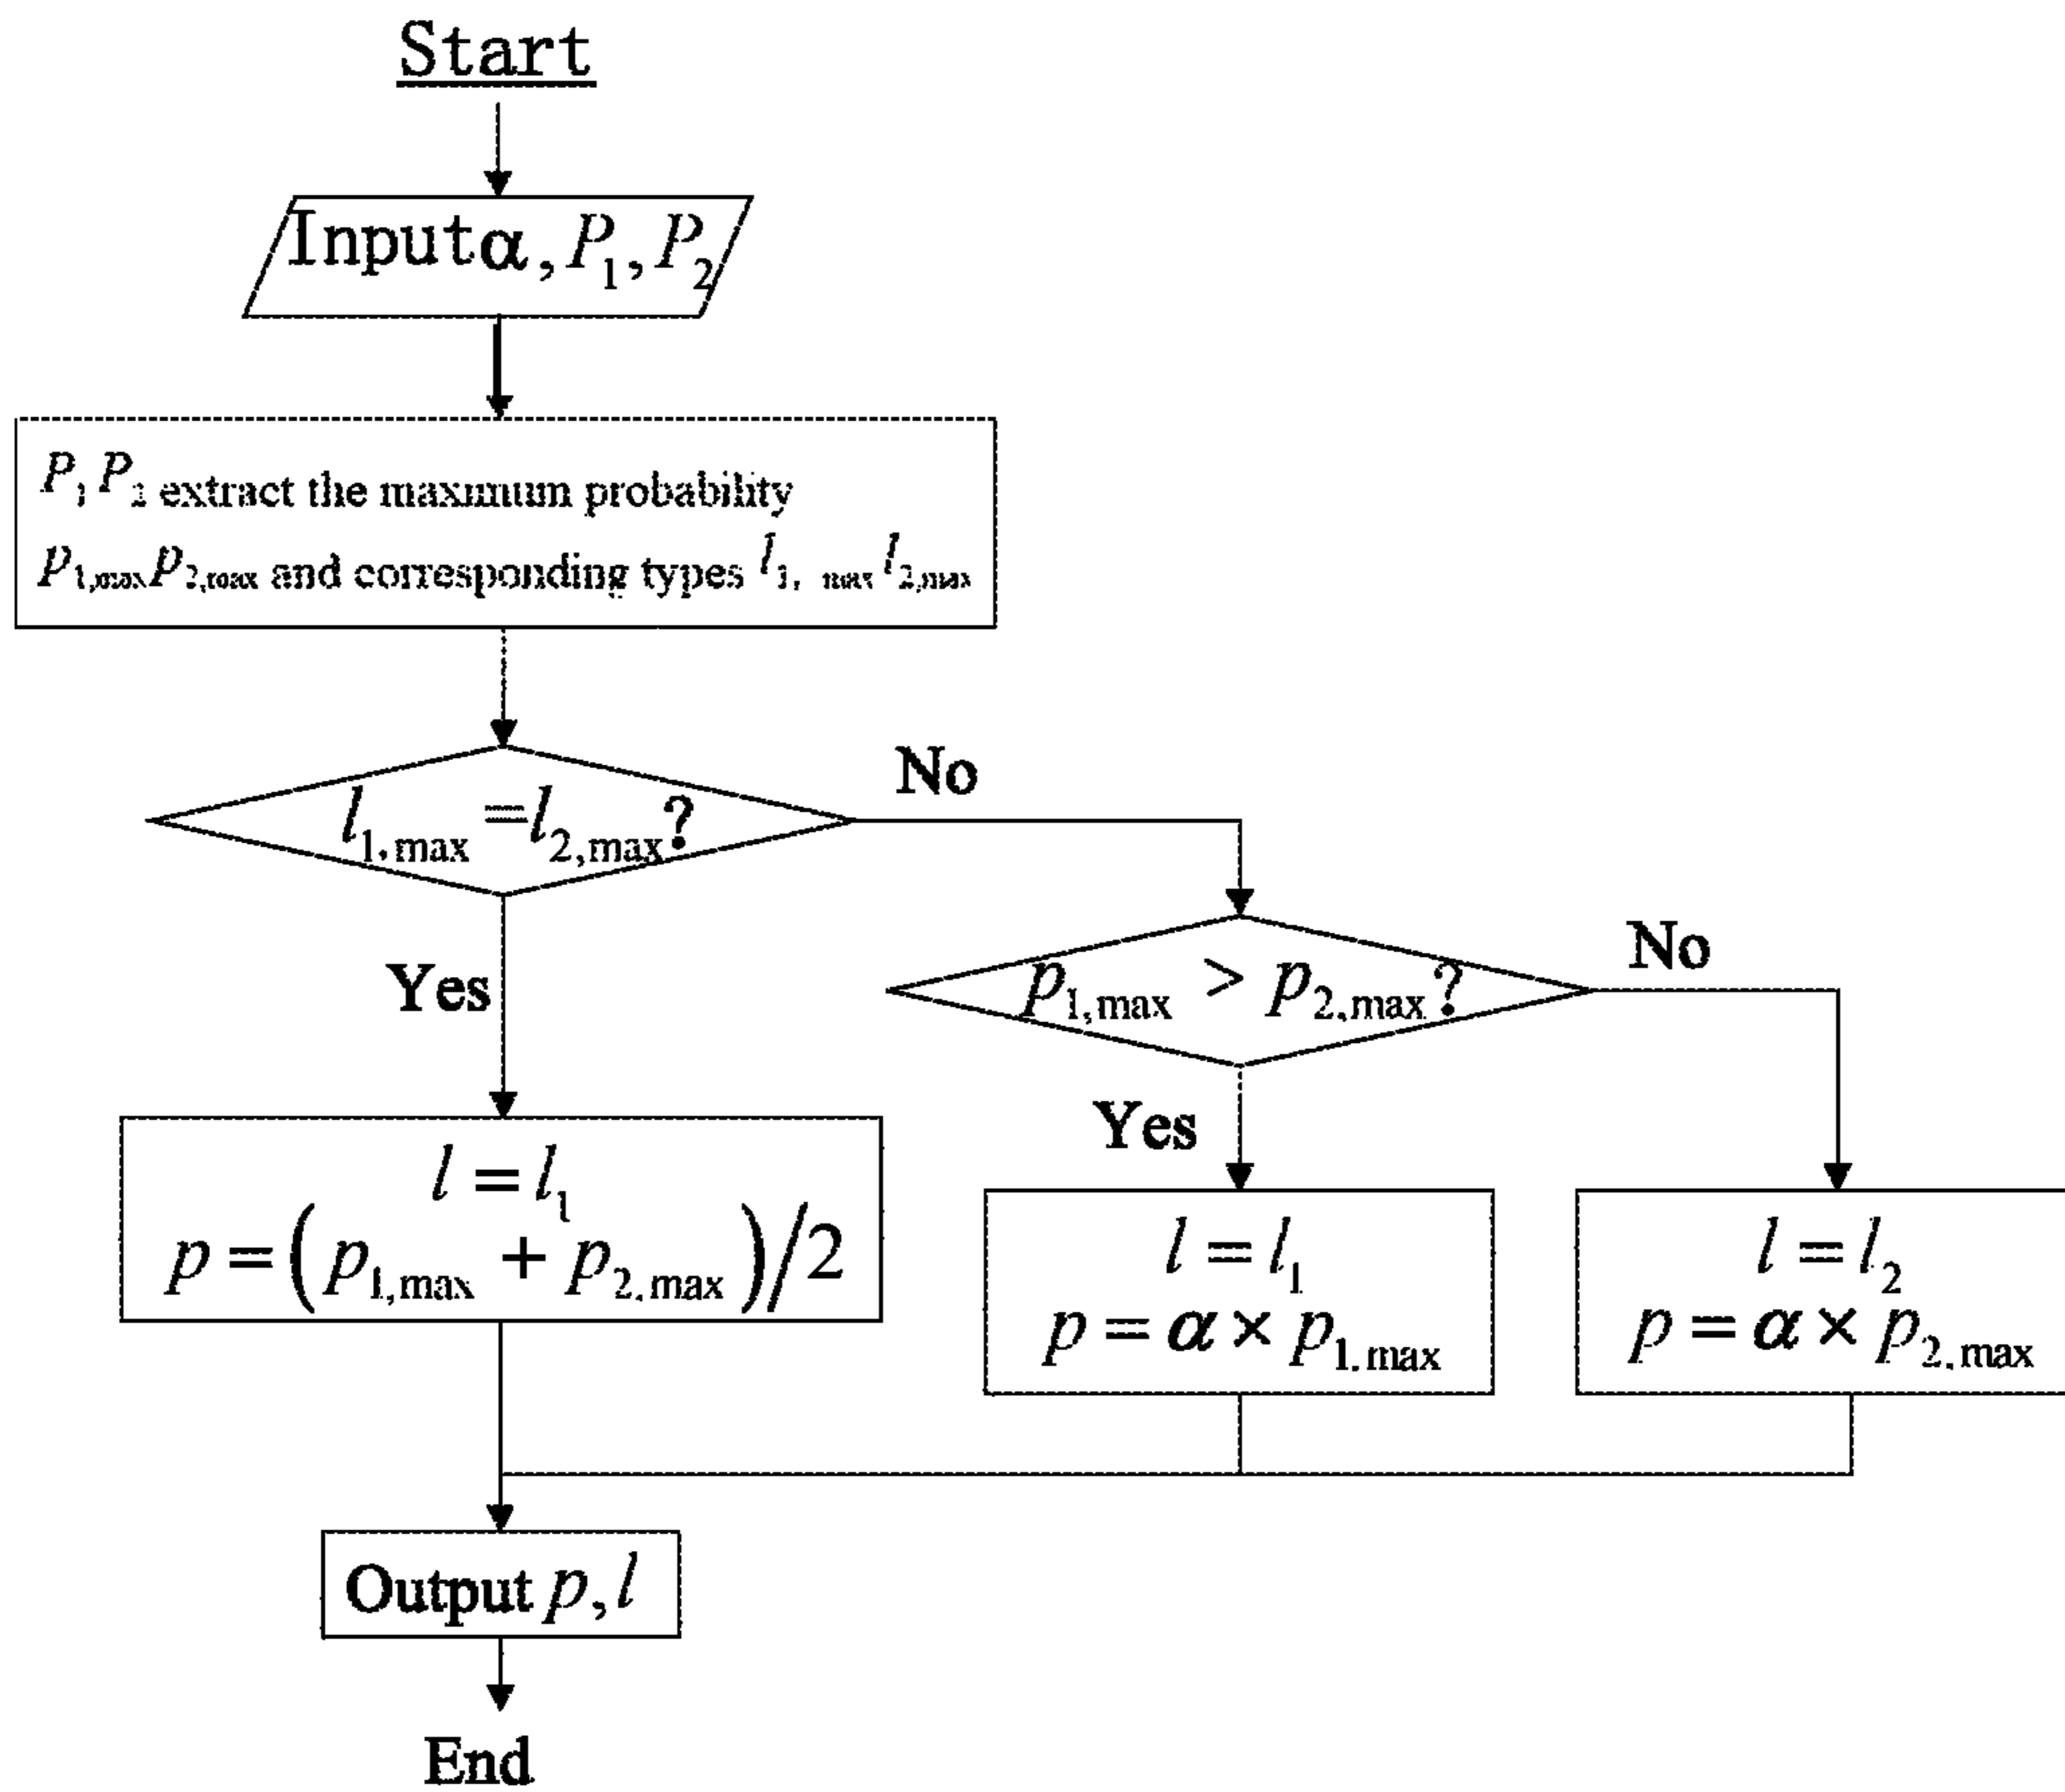 Start
Input α, P₁, P₂
P₁ P₂ extract the maximum probability
p₁,max p₂,max and corresponding types l₁, max l₂,max
l₁,max = l₂,max?
No
Yes
p₁,max > p₂,max?
No
Yes
l = l₁
p = (p₁,max + p₂,max)/2
l = l₁
p = α × p₁,max
l = l₂
p = α × p₂,max
Output p, l
End